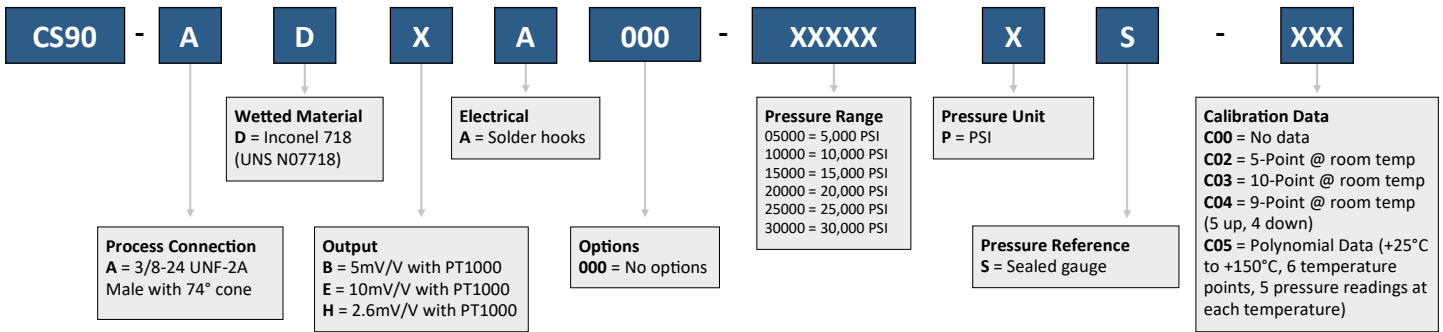 CS90 - A D X A 000 - XXXXX X S - XXX
Wetted Material
D = Inconel 718
(UNS N07718)
Electrical
A = Solder hooks
Pressure Range
05000 = 5,000 PSI
10000 = 10,000 PSI
15000 = 15,000 PSI
20000 = 20,000 PSI
25000 = 25,000 PSI
30000 = 30,000 PSI
Pressure Unit
P = PSI
Calibration Data
C00 = No data
C02 = 5-Point @ room temp
C03 = 10-Point @ room temp
C04 = 9-Point @ room temp
(5 up, 4 down)
C05 = Polynomial Data (+25°C
to +150°C, 6 temperature
points, 5 pressure readings at
each temperature)
Process Connection
A = 3/8-24 UNF-2A
Male with 74° cone
Output
B = 5mV/V with PT1000
E = 10mV/V with PT1000
H = 2.6mV/V with PT1000
Options
000 = No options
Pressure Reference
S = Sealed gauge